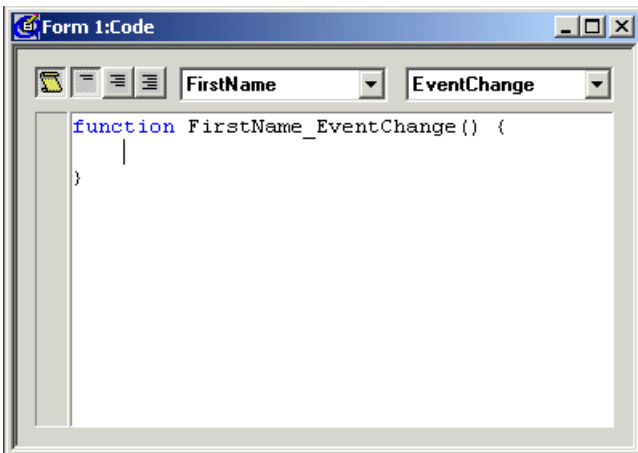 Form 1:Code
FirstName EventChange
function FirstName_EventChange() {
}